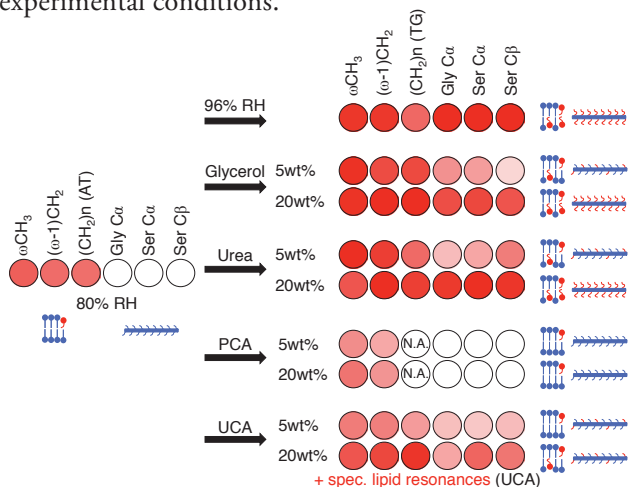 experimental conditions.
ωCH3
(ω-1)CH2
(CH2)n (TG)
Gly Cα
Ser Cα
Ser Cβ
96% RH
Glycerol
5wt%
20wt%
ωCH3
(ω-1)CH2
(CH2)n (AT)
Gly Cα
Ser Cα
Ser Cβ
80% RH
Urea
5wt%
20wt%
PCA
5wt%
N.A.
20wt%
N.A.
UCA
5wt%
20wt%
+ spec. lipid resonances (UCA)